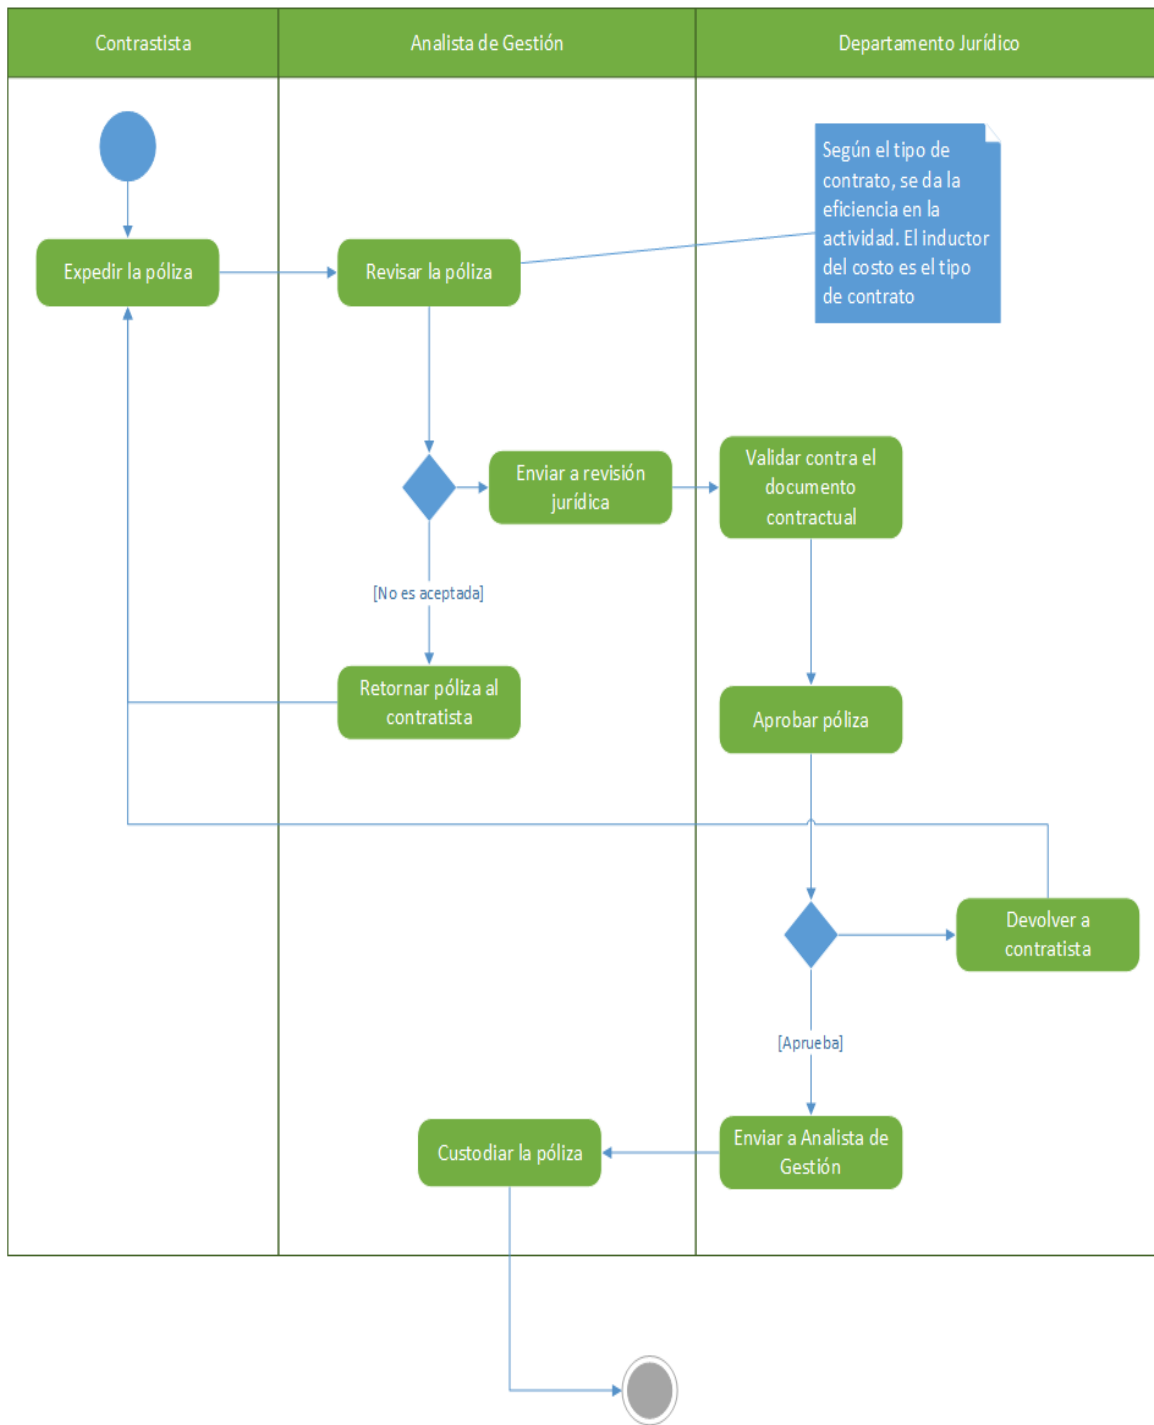 Contrastista
Analista de Gestión
Departamento Jurídico
Según el tipo de
contrato, se da la
eficiencia en la
actividad. El inductor
del costo es el tipo
de contrato
Expedir la póliza
Revisar la póliza
Enviar a revisión
jurídica
Validar contra el
documento
contractual
[No es aceptada]
Retornar póliza al
contratista
Aprobar póliza
Devolver a
contratista
[Aprueba]
Custodiar la póliza
Enviar a Analista de
Gestión